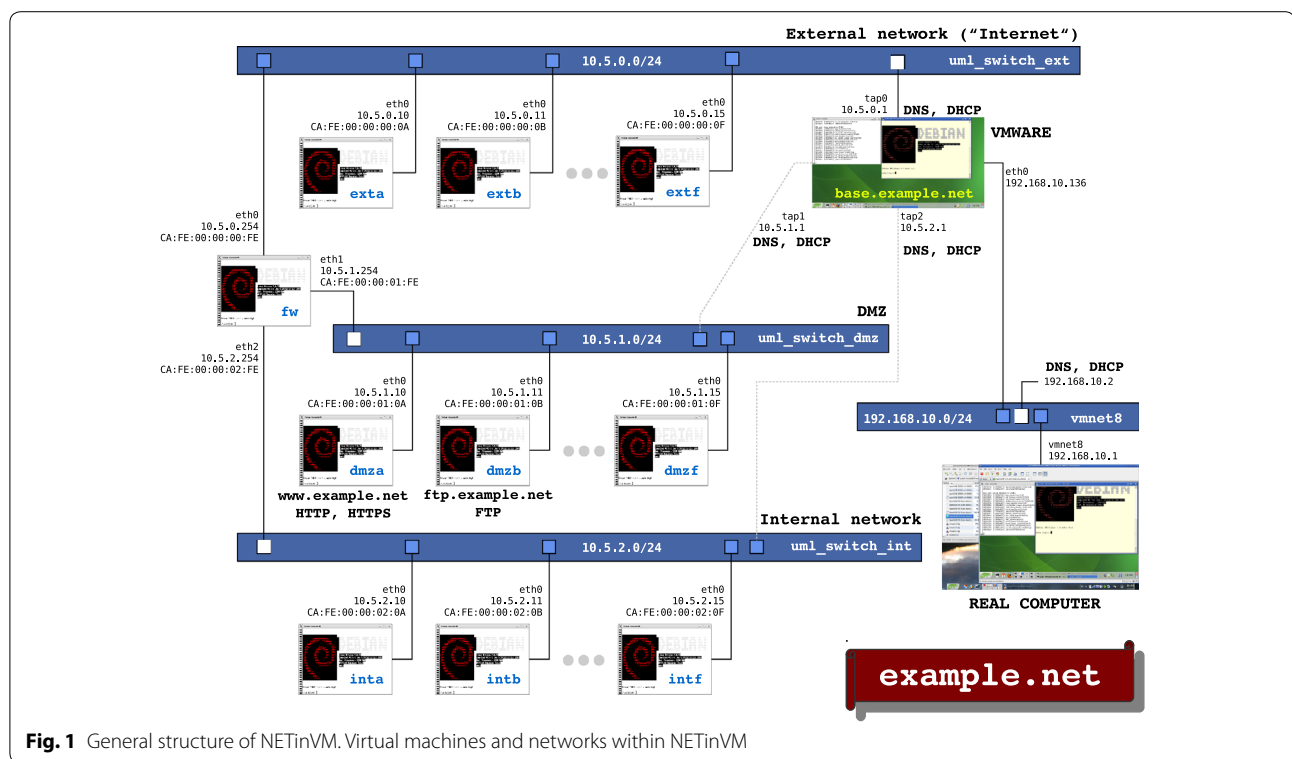 External network ("Internet")
10.5.0.0/24
uml_switch_ext
eth0
10.5.0.10
CA:FE:00:00:00:0A
exta
eth0
10.5.0.11
CA:FE:00:00:00:0B
extb
eth0
10.5.0.15
CA:FE:00:00:00:0F
extf
tap0
10.5.0.1
DNS, DHCP
VMWARE
DEBIAN
base.example.net
eth0
192.168.10.136
tap1
10.5.1.1
DNS, DHCP
tap2
10.5.2.1
DNS, DHCP
eth0
10.5.0.254
CA:FE:00:00:00:FE
fw
eth1
10.5.1.254
CA:FE:00:00:01:FE
eth2
10.5.2.254
CA:FE:00:00:02:FE
DMZ
10.5.1.0/24
uml_switch_dmz
eth0
10.5.1.10
CA:FE:00:00:01:0A
dmza
www.example.net
HTTP, HTTPS
eth0
10.5.1.11
CA:FE:00:00:01:0B
dmzb
ftp.example.net
FTP
eth0
10.5.1.15
CA:FE:00:00:01:0F
dmzf
DNS, DHCP
192.168.10.2
192.168.10.0/24
vmnet8
vmnet8
192.168.10.1
REAL COMPUTER
Internal network
10.5.2.0/24
uml_switch_int
eth0
10.5.2.10
CA:FE:00:00:02:0A
inta
eth0
10.5.2.11
CA:FE:00:00:02:0B
intb
eth0
10.5.2.15
CA:FE:00:00:02:0F
intf
example.net
Fig. 1 General structure of NETinVM. Virtual machines and networks within NETinVM